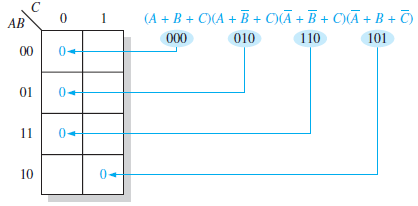 C
AB 0 1 (A + B + C)(A + B̅ + C)(A̅ + B̅ + C)(A̅ + B + C̅)
000 010 110 101
00 0
01 0
11 0
10 0